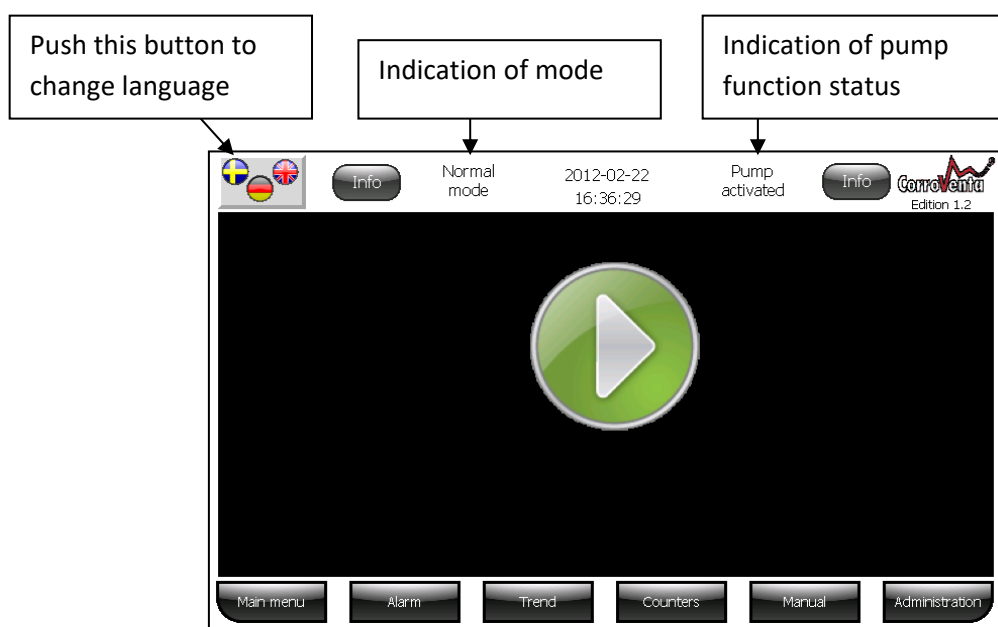 Push this button to
change language
Indication of mode
Indication of pump
function status
Info
Normal
mode
2012-02-22
16:36:29
Pump
activated
Info
CorroVenta
Edition 1.2
Main menu
Alarm
Trend
Counters
Manual
Administration